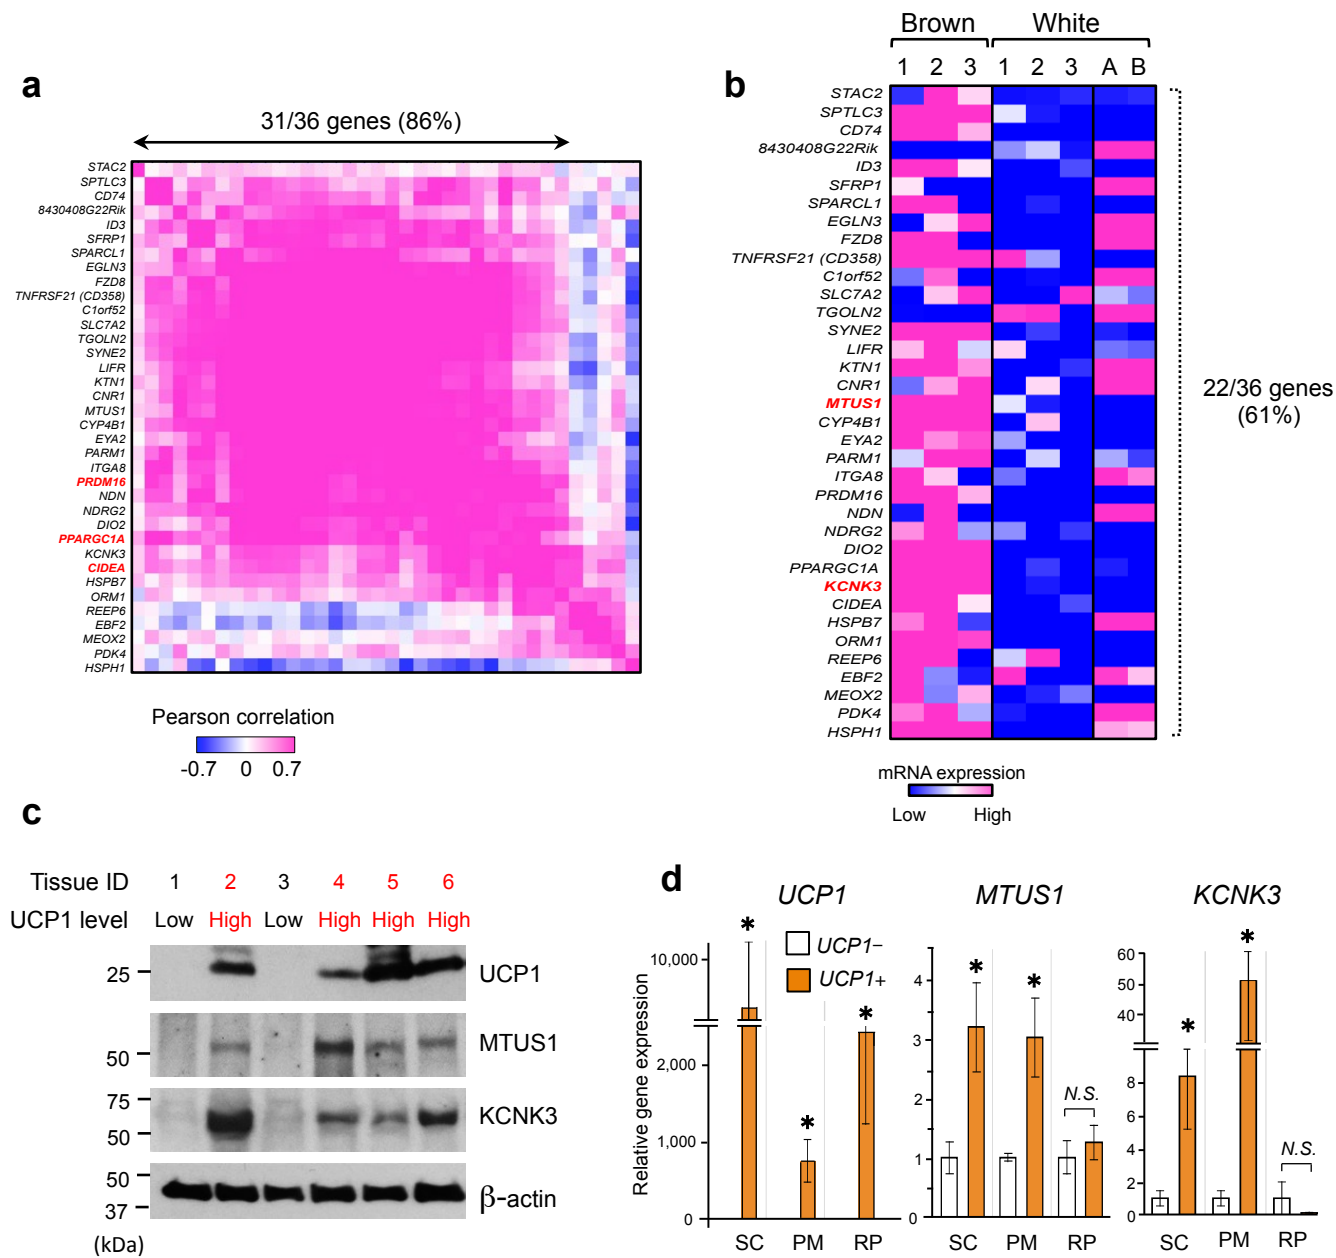 a
31/36 genes (86%)
STAC2
SPTLC3
CD74
8430408G22Rik
ID3
SFRP1
SPARCL1
EGLN3
FZD8
TNFRSF21 (CD358)
C1orf52
SLC7A2
TGOLN2
SYNE2
LIFR
KTN1
CNR1
MTUS1
CYP4B1
EYA2
PARM1
ITGA8
PRDM16
NDN
NDRG2
DIO2
PPARGC1A
KCNK3
CIDEA
HSPB7
ORM1
REEP6
EBF2
MEOX2
PDK4
HSPH1
Pearson correlation
-0.7 0 0.7
b
Brown White
1 2 3 1 2 3 A B
STAC2
SPTLC3
CD74
8430408G22Rik
ID3
SFRP1
SPARCL1
EGLN3
FZD8
TNFRSF21 (CD358)
C1orf52
SLC7A2
TGOLN2
SYNE2
LIFR
KTN1
CNR1
MTUS1
CYP4B1
EYA2
PARM1
ITGA8
PRDM16
NDN
NDRG2
DIO2
PPARGC1A
KCNK3
CIDEA
HSPB7
ORM1
REEP6
EBF2
MEOX2
PDK4
HSPH1
22/36 genes
(61%)
mRNA expression
Low High
c
Tissue ID 1 2 3 4 5 6
UCP1 level Low High Low High High High
25 UCP1
50 MTUS1
75
50 KCNK3
50
37 β-actin
(kDa)
d
UCP1 MTUS1 KCNK3
UCP1−
UCP1+
Relative gene expression
10,000
2,000
1,000
0
* * *
SC PM RP
4
3
2
1
0
* * N.S.
SC PM RP
60
50
40
8
6
4
2
0
* * N.S.
SC PM RP